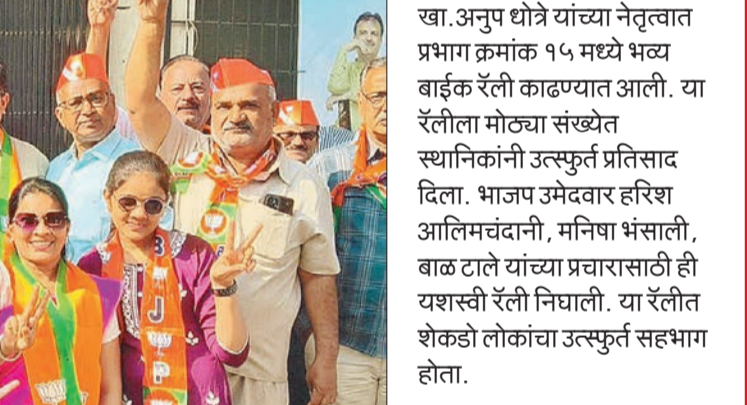 खा.अनुप धोत्रे यांच्या नेतृत्वात
प्रभाग क्रमांक १५ मध्ये भव्य
बाईक रॅली काढण्यात आली. या
रॅलीला मोठ्या संख्येत
स्थानिकांनी उत्स्फुर्त प्रतिसाद
दिला. भाजप उमेदवार हरिश
आलिमचंदानी, मनिषा भंसाली,
बाळ टाले यांच्या प्रचारासाठी ही
यशस्वी रॅली निघाली. या रॅलीत
शेकडो लोकांचा उत्स्फुर्त सहभाग
होता.
B
J
P